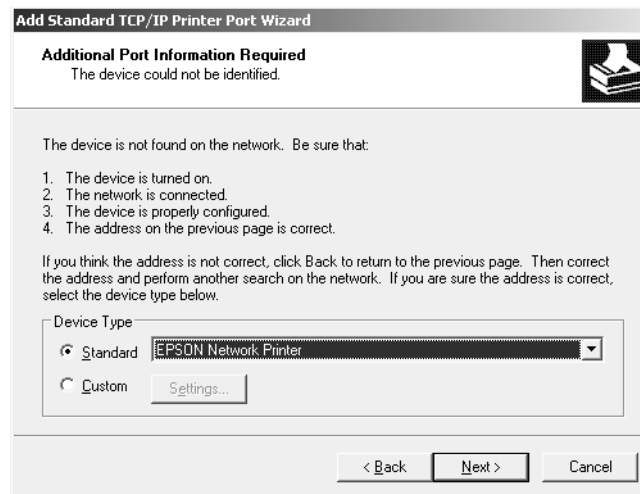 Add Standard TCP/IP Printer Port Wizard
Additional Port Information Required
The device could not be identified.
The device is not found on the network. Be sure that:
1. The device is turned on.
2. The network is connected.
3. The device is properly configured.
4. The address on the previous page is correct.
If you think the address is not correct, click Back to return to the previous page. Then correct
the address and perform another search on the network. If you are sure the address is correct,
select the device type below.
Device Type
Standard EPSON Network Printer
Custom Settings...
< Back Next > Cancel